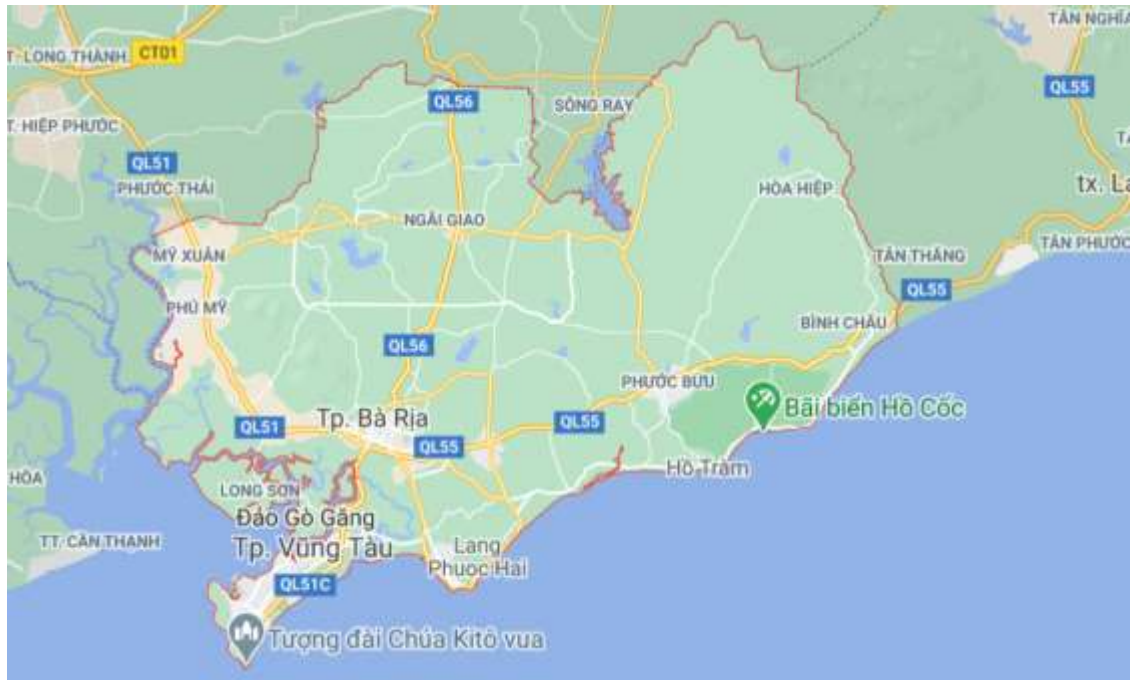 TÂN NGHĨA
T. LONG THÀNH
CT01
QL55
QL56
SÔNG RAY
T. HIỆP PHƯỚC
QL51
PHƯỚC THÁI
HÒA HIỆP
tx. La
NGÃI GIAO
MỸ XUÂN
TÂN THẮNG
TÂN PHƯỚC
QL55
PHÚ MỸ
BÌNH CHÂU
QL56
PHƯỚC BỬU
Bãi biển Hồ Cốc
Tp. Bà Rịa
QL51
QL55
QL55
Hồ Tràm
HÒA
LONG SƠN
Đảo Gò Găng
TT. CẦN THẠNH
Tp. Vũng Tàu
Lang
Phuoc Hai
QL51C
Tượng đài Chúa Kitô vua